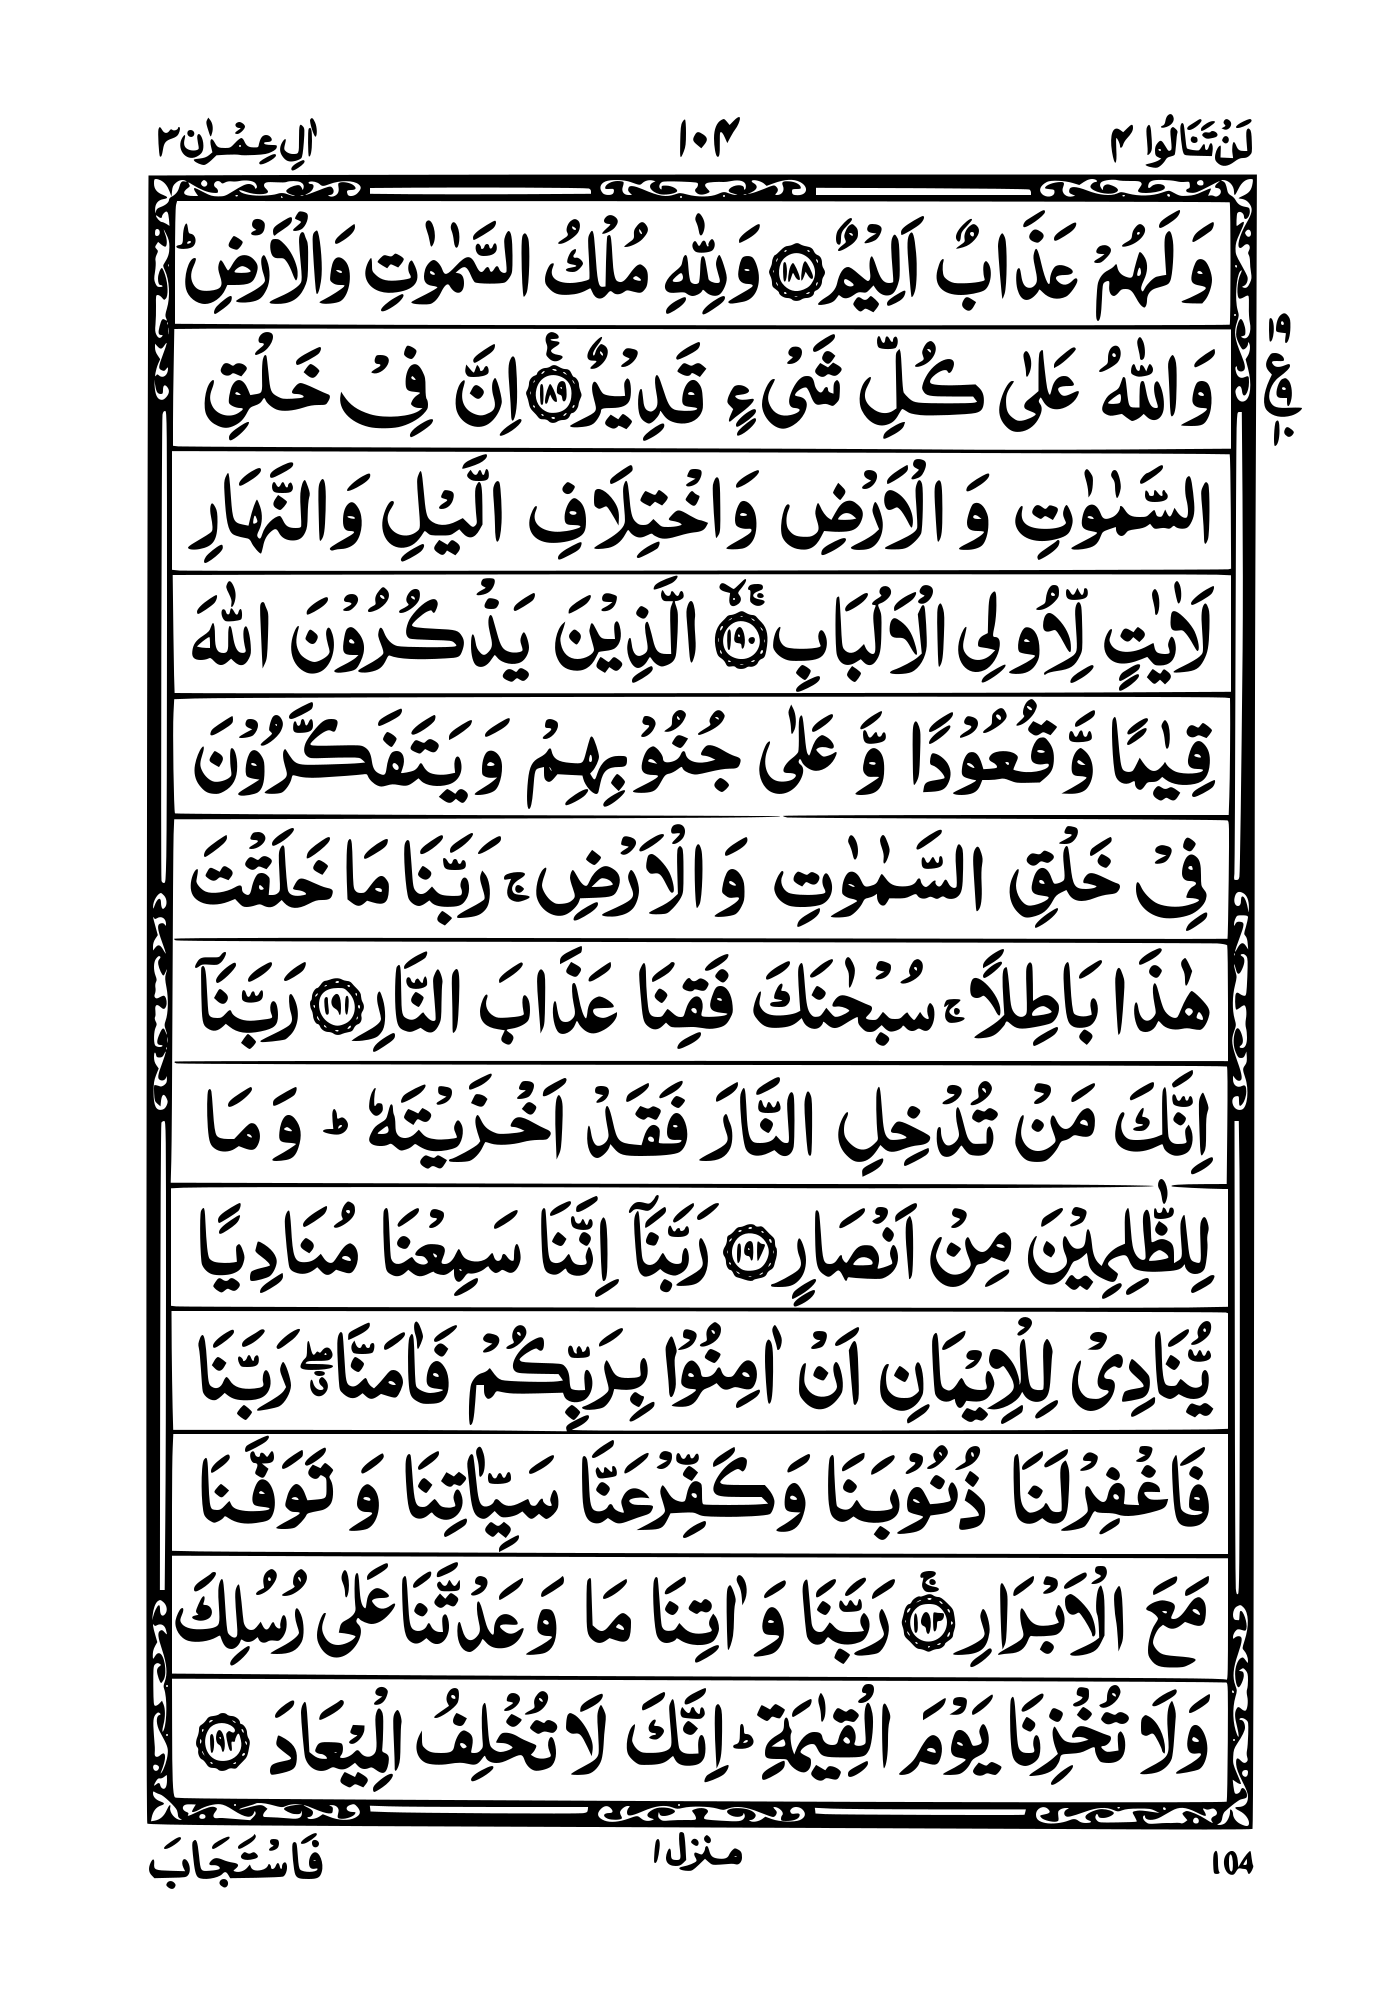 لَنْ تَنَالُوا ۴
۱۰۴
اٰلِ عِمْرٰن ۳
وَ لَهُمْ عَذَابٌ اَلِيْمٌ ﴿۱۸۸﴾ وَلِلّٰهِ مُلْكُ السَّمٰوٰتِ وَالْاَرْضِ ؕ
وَاللّٰهُ عَلٰى كُلِّ شَىْءٍ قَدِيْرٌ ﴿۱۸۹﴾ۧ اِنَّ فِىْ خَلْقِ
۱۹
ع
۹
۱۰
السَّمٰوٰتِ وَ الْاَرْضِ وَاخْتِلَافِ الَّيْلِ وَالنَّهَارِ
لَاٰيٰتٍ لِّاُولِى الْاَلْبَابِ ﴿۱۹۰﴾ۚۙ الَّذِيْنَ يَذْكُرُوْنَ اللّٰهَ
قِيٰمًا وَّقُعُوْدًا وَّ عَلٰى جُنُوْبِهِمْ وَيَتَفَكَّرُوْنَ
فِىْ خَلْقِ السَّمٰوٰتِ وَ الْاَرْضِ ۚ رَبَّنَا مَا خَلَقْتَ
هٰذَا بَاطِلًا ۚ سُبْحٰنَكَ فَقِنَا عَذَابَ النَّارِ ﴿۱۹۱﴾ رَبَّنَاۤ
اِنَّكَ مَنْ تُدْخِلِ النَّارَ فَقَدْ اَخْزَيْتَهٗ ؕ وَمَا
لِلظّٰلِمِيْنَ مِنْ اَنْصَارٍ ﴿۱۹۲﴾ رَبَّنَاۤ اِنَّنَا سَمِعْنَا مُنَادِيًا
يُّنَادِىْ لِلْاِيْمَانِ اَنْ اٰمِنُوْا بِرَبِّكُمْ فَاٰمَنَّا ۖۗ رَبَّنَا
فَاغْفِرْلَنَا ذُنُوْبَنَا وَكَفِّرْعَنَّا سَيِّاٰتِنَا وَ تَوَفَّنَا
مَعَ الْاَبْرَارِ ﴿۱۹۳﴾ۚ رَبَّنَا وَ اٰتِنَا مَا وَعَدْتَّنَا عَلٰى رُسُلِكَ
وَلَا تُخْزِنَا يَوْمَ الْقِيٰمَةِ ؕ اِنَّكَ لَا تُخْلِفُ الْمِيْعَادَ ﴿۱۹۴﴾
104
منزل ۱
فَاسْتَجَابَ